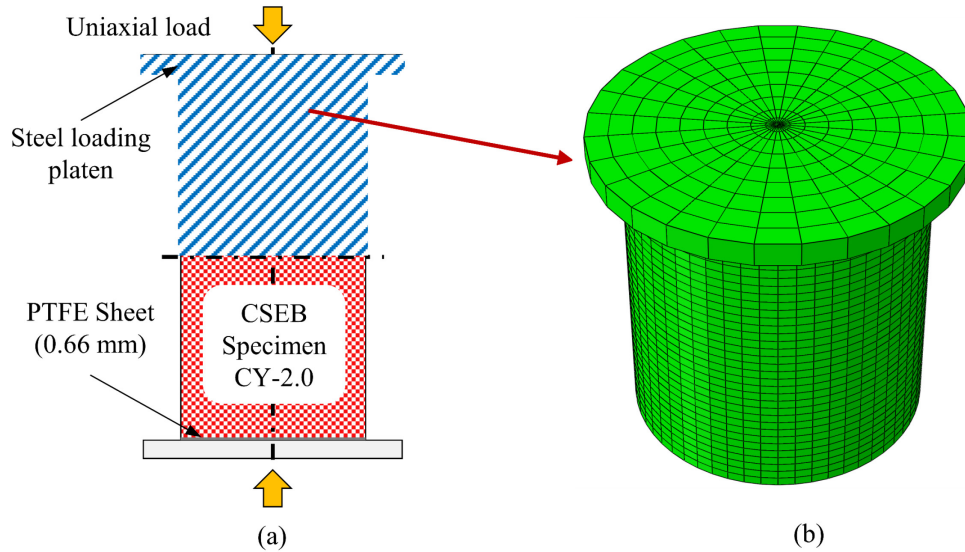 Uniaxial load
Steel loading
platen
PTFE Sheet
(0.66 mm)
CSEB
Specimen
CY-2.0
(a)
(b)